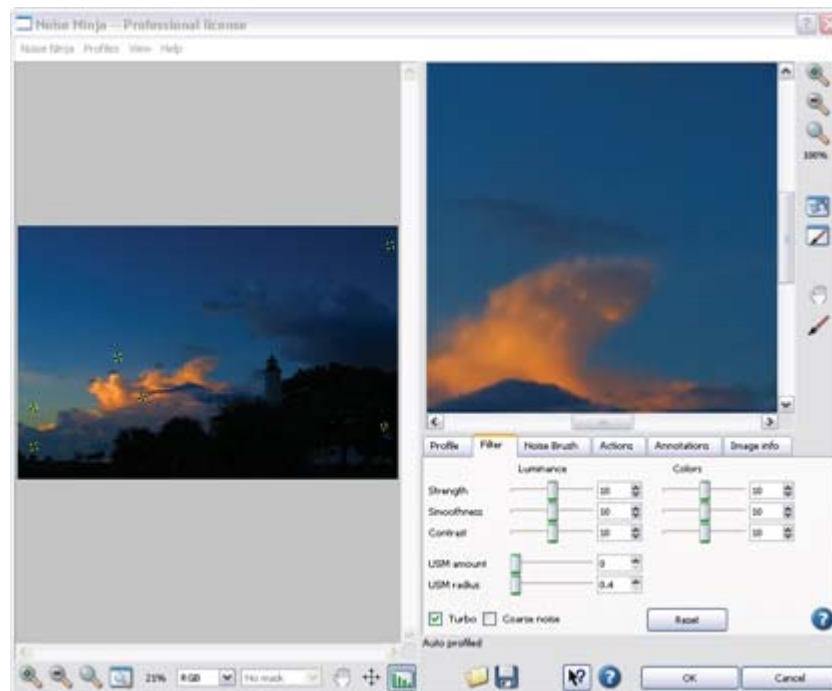 Noise Ninja -- Professional license
Noise Ninja Profiles View Help
100%
Profile Filter Noise Brush Actions Annotations Image info
Luminance Colors
Strength 10 10
Smoothness 10 10
Contrast 10 10
USM amount 0
USM radius 0.4
Turbo Coarse noise Reset
Auto profiled
21% RGB No mask OK Cancel